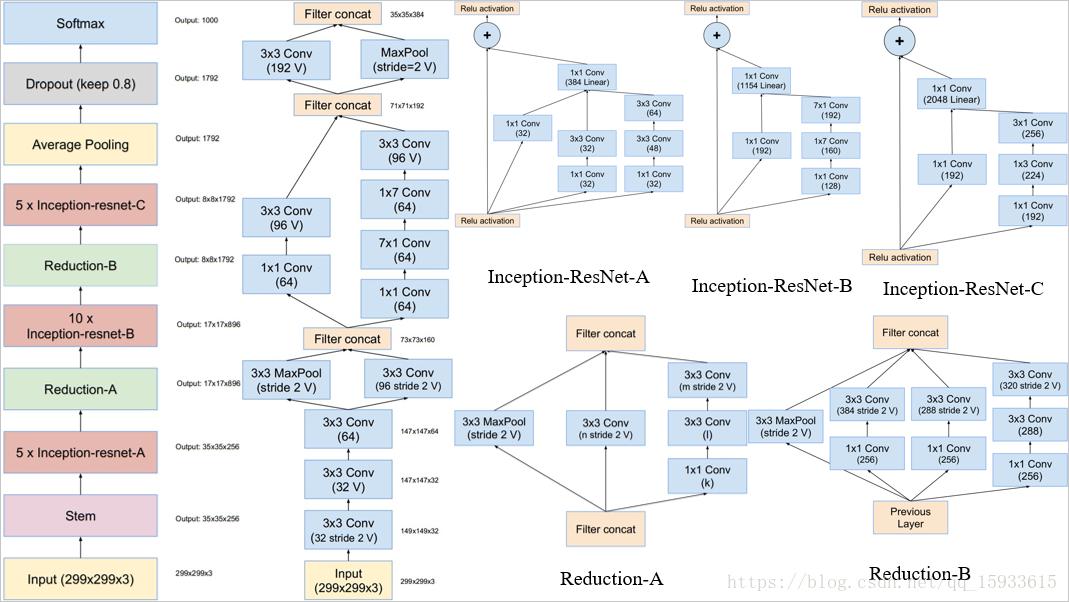 Softmax
Output: 1000
Dropout (keep 0.8)
Output: 1792
Average Pooling
Output: 1792
5 x Inception-resnet-C
Output: 8x8x1792
Reduction-B
Output: 8x8x1792
10 x
Inception-resnet-B
Output: 17x17x896
Reduction-A
Output: 17x17x896
5 x Inception-resnet-A
Output: 35x35x256
Stem
Output: 35x35x256
Input (299x299x3)
299x299x3
Filter concat
35x35x384
3x3 Conv
(192 V)
MaxPool
(stride=2 V)
Filter concat
71x71x192
3x3 Conv
(96 V)
1x7 Conv
(64)
3x3 Conv
(96 V)
7x1 Conv
(64)
1x1 Conv
(64)
1x1 Conv
(64)
Filter concat
73x73x160
3x3 MaxPool
(stride 2 V)
3x3 Conv
(96 stride 2 V)
3x3 Conv
(64)
147x147x64
3x3 Conv
(32 V)
147x147x32
3x3 Conv
(32 stride 2 V)
149x149x32
Input
(299x299x3)
299x299x3
Relu activation
+
1x1 Conv
(384 Linear)
3x3 Conv
(64)
1x1 Conv
(32)
3x3 Conv
(32)
3x3 Conv
(48)
1x1 Conv
(32)
1x1 Conv
(32)
Relu activation
Inception-ResNet-A
Relu activation
+
1x1 Conv
(1154 Linear)
7x1 Conv
(192)
1x1 Conv
(192)
1x7 Conv
(160)
1x1 Conv
(128)
Relu activation
Inception-ResNet-B
Relu activation
+
1x1 Conv
(2048 Linear)
3x1 Conv
(256)
1x1 Conv
(192)
1x3 Conv
(224)
1x1 Conv
(192)
Relu activation
Inception-ResNet-C
Filter concat
3x3 Conv
(m stride 2 V)
3x3 MaxPool
(stride 2 V)
3x3 Conv
(n stride 2 V)
3x3 Conv
(l)
1x1 Conv
(k)
Filter concat
Reduction-A
Filter concat
3x3 Conv
(320 stride 2 V)
3x3 MaxPool
(stride 2 V)
3x3 Conv
(384 stride 2 V)
3x3 Conv
(288 stride 2 V)
3x3 Conv
(288)
1x1 Conv
(256)
1x1 Conv
(256)
1x1 Conv
(256)
Previous
Layer
Reduction-B
https://blog.csdn.net/qq_15933615